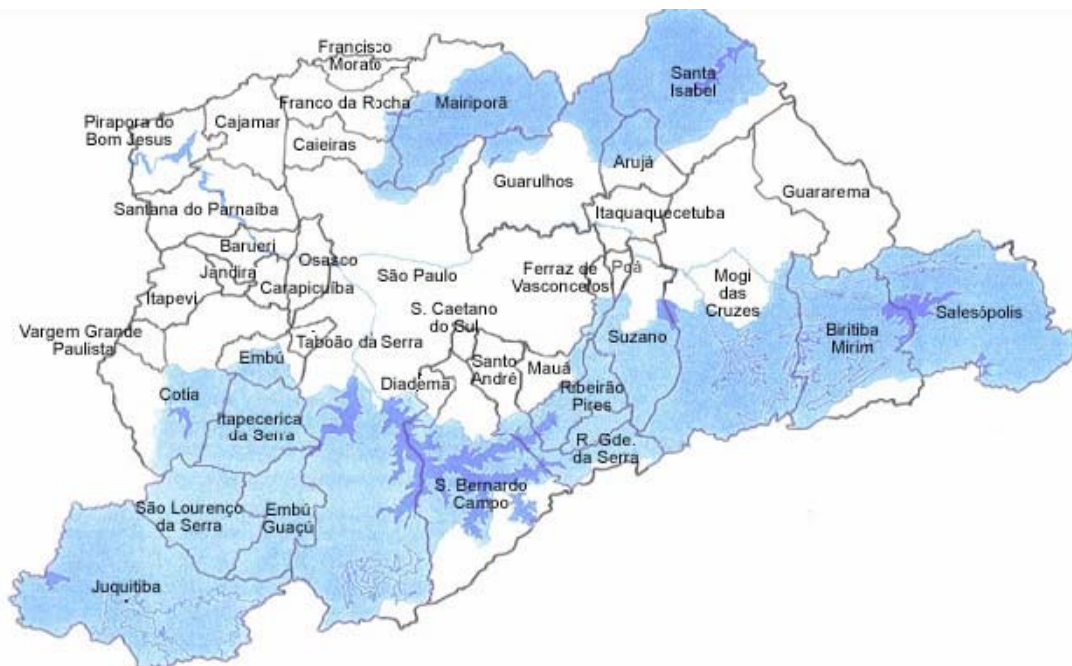 Francisco
Morato
Santa
Isabel
Franco da Rocha
Mairiporã
Pirapora do
Bom Jesus
Cajamar
Caieiras
Arujá
Guarulhos
Guararema
Santana do Parnaíba
Itaquaquecetuba
Barueri
Osasco
Jandira
São Paulo
Ferraz de
Vasconcelos
Poá
Mogi
das
Cruzes
Carapicuíba
Itapevi
S. Caetano
do Sul
Salesópolis
Vargem Grande
Paulista
Taboão da Serra
Suzano
Biritiba
Mirim
Embú
Santo
André
Mauá
Diadema
Cotia
Ribeirão
Pires
Itapecerica
da Serra
R. Gde.
da Serra
S. Bernardo
Campo
São Lourenço
da Serra
Embú
Guaçú
Juquitiba